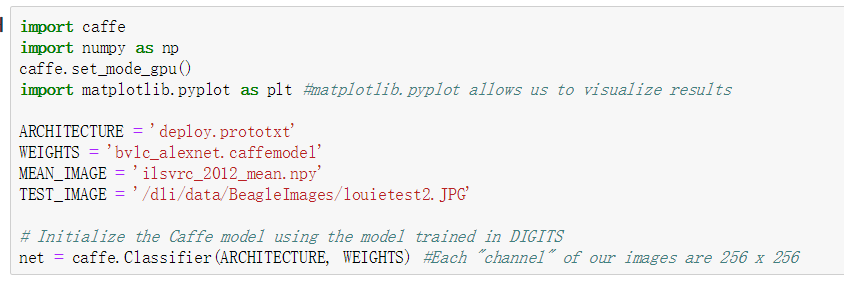 import caffe
import numpy as np
caffe.set_mode_gpu()
import matplotlib.pyplot as plt #matplotlib.pyplot allows us to visualize results
ARCHITECTURE = 'deploy.prototxt'
WEIGHTS = 'bvlc_alexnet.caffemodel'
MEAN_IMAGE = 'ilsvrc_2012_mean.npy'
TEST_IMAGE = '/dli/data/BeagleImages/louietest2.JPG'
# Initialize the Caffe model using the model trained in DIGITS
net = caffe.Classifier(ARCHITECTURE, WEIGHTS) #Each "channel" of our images are 256 x 256